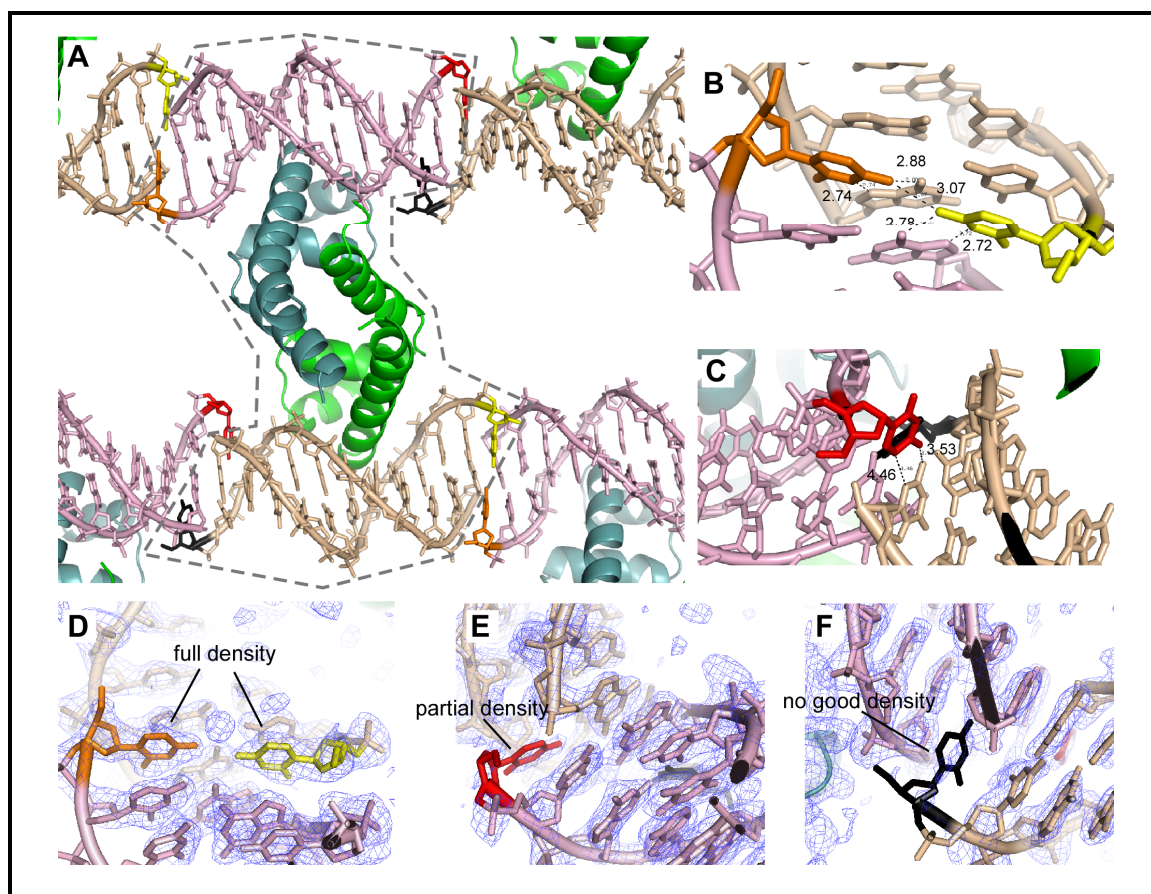 A
B
2.88
2.74
3.07
2.78
2.72
C
3.53
4.46
D
full density
E
partial density
F
no good density